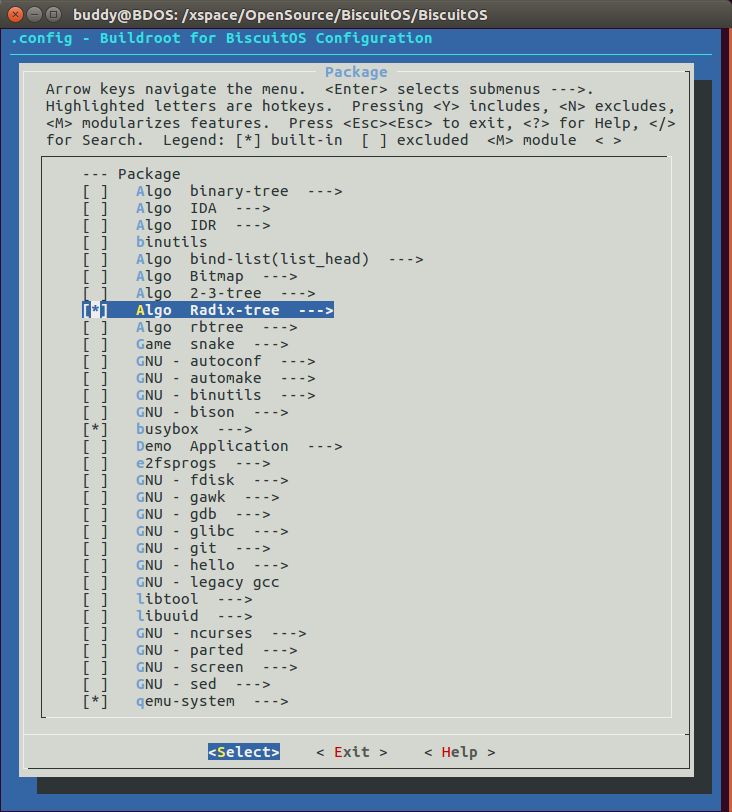 buddy@BDOS: /xspace/OpenSource/BiscuitOS/BiscuitOS
.config - Buildroot for BiscuitOS Configuration
Package
Arrow keys navigate the menu.  <Enter> selects submenus --->.
Highlighted letters are hotkeys.  Pressing <Y> includes, <N> excludes,
<M> modularizes features.  Press <Esc><Esc> to exit, <?> for Help, </>
for Search.  Legend: [*] built-in  [ ] excluded  <M> module  < >
--- Package
[ ]   Algo  binary-tree  --->
[ ]   Algo  IDA  --->
[ ]   Algo  IDR  --->
[ ]   binutils
[ ]   Algo  bind-list(list_head)  --->
[ ]   Algo  Bitmap  --->
[ ]   Algo  2-3-tree  --->
[*]   Algo  Radix-tree  --->
[ ]   Algo  rbtree  --->
[ ]   Game  snake  --->
[ ]   GNU - autoconf  --->
[ ]   GNU - automake  --->
[ ]   GNU - binutils  --->
[ ]   GNU - bison  --->
[*]   busybox  --->
[ ]   Demo  Application  --->
[ ]   e2fsprogs  --->
[ ]   GNU - fdisk  --->
[ ]   GNU - gawk  --->
[ ]   GNU - gdb  --->
[ ]   GNU - glibc  --->
[ ]   GNU - git  --->
[ ]   GNU - hello  --->
[ ]   GNU - legacy gcc
[ ]   libtool  --->
[ ]   libuuid  --->
[ ]   GNU - ncurses  --->
[ ]   GNU - parted  --->
[ ]   GNU - screen  --->
[ ]   GNU - sed  --->
[*]   qemu-system  --->
<Select>    < Exit >    < Help >